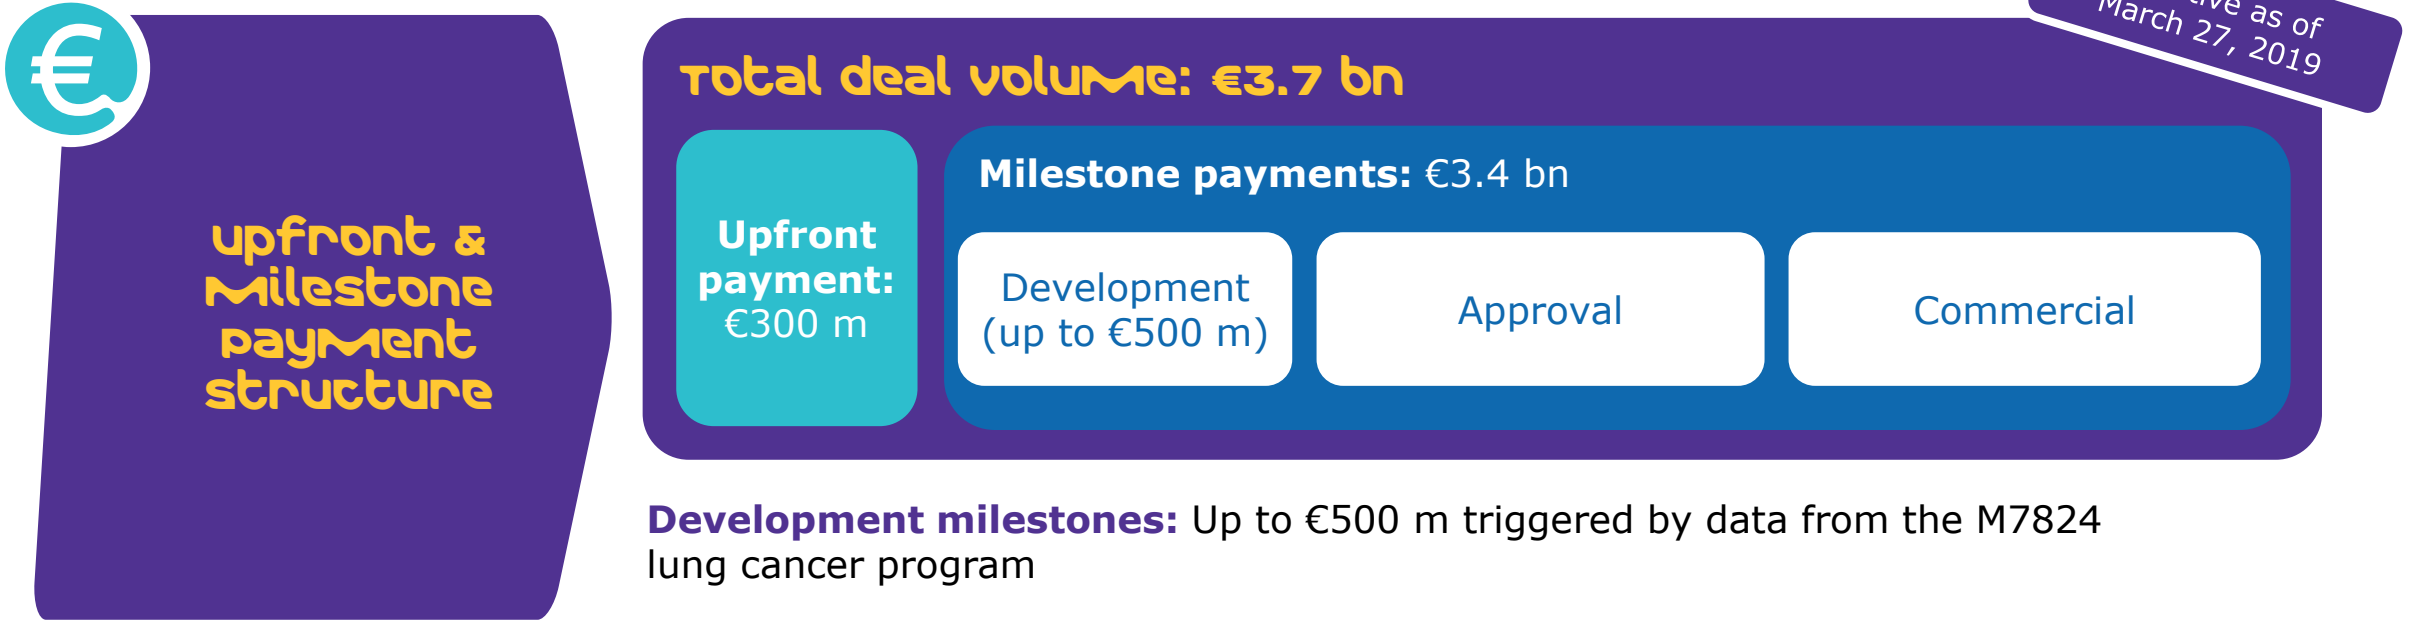 €
upfront &
Milestone
payment
structure
as of
March 27, 2019
Total deal volume: €3.7 bn
Upfront
payment:
€300 m
Milestone payments: €3.4 bn
Development
(up to €500 m)
Approval
Commercial
Development milestones: Up to €500 m triggered by data from the M7824
lung cancer program